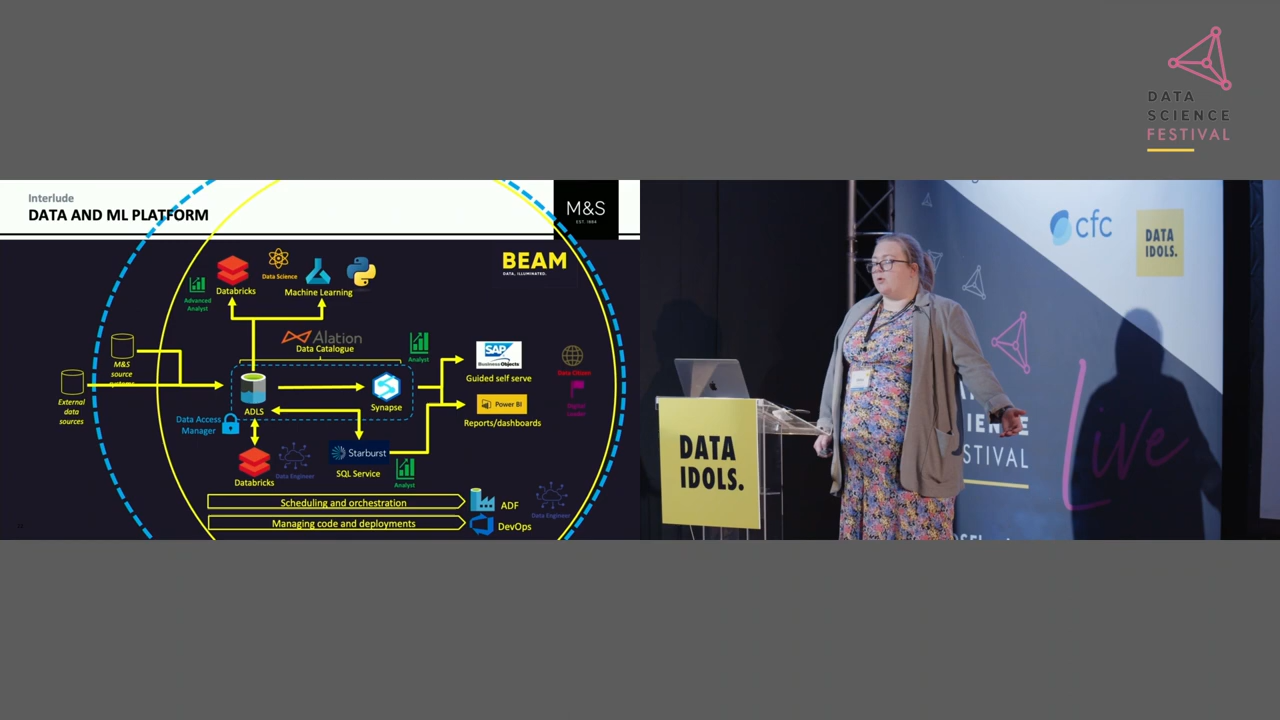 DATA
SCIENCE
FESTIVAL
Interlude
DATA AND ML PLATFORM
M&S
EST. 1884
BEAM
DATA, ILLUMINATED.
Data Science
Databricks
Machine Learning
Advanced
Analyst
Alation
Data Catalogue
Analyst
M&S
source
systems
SAP
BusinessObjects
Guided self serve
Data Citizen
External
data
sources
ADLS
Synapse
Power BI
Digital
Leader
Data Access
Manager
Reports/dashboards
Starburst
SQL Service
Databricks
Data Engineer
Analyst
Scheduling and orchestration
ADF
Data Engineer
Managing code and deployments
DevOps
cfc
DATA
IDOLS.
DATA
IDOLS.
STIVAL
Live